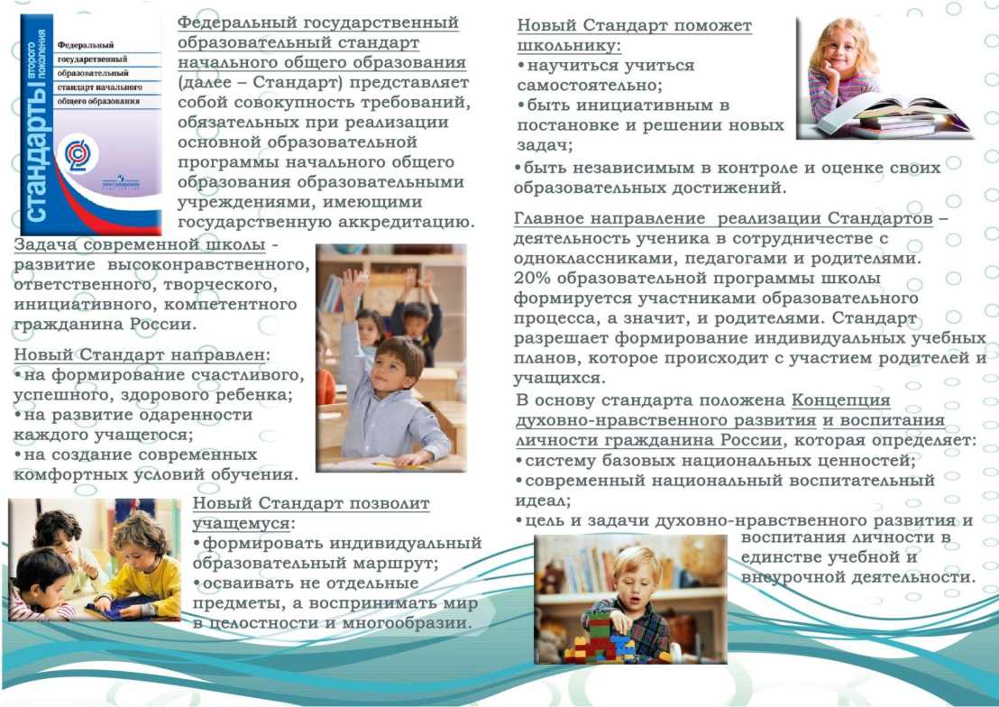 стандарты
второго
поколения
Федеральный
государственный
образовательный
стандарт начального
общего образования
ПРОСВЕЩЕНИЕ
Федеральный государственный
образовательный стандарт
начального общего образования
(далее – Стандарт) представляет
собой совокупность требований,
обязательных при реализации
основной образовательной
программы начального общего
образования образовательными
учреждениями, имеющими
государственную аккредитацию.
Задача современной школы -
развитие высоконравственного,
ответственного, творческого,
инициативного, компетентного
гражданина России.
Новый Стандарт направлен:
•на формирование счастливого,
успешного, здорового ребенка;
•на развитие одаренности
каждого учащегося;
•на создание современных
комфортных условий обучения.
Новый Стандарт позволит
учащемуся:
•формировать индивидуальный
образовательный маршрут;
•осваивать не отдельные
предметы, а воспринимать мир
в целостности и многообразии.
Новый Стандарт поможет
школьнику:
•научиться учиться
самостоятельно;
•быть инициативным в
постановке и решении новых
задач;
•быть независимым в контроле и оценке своих
образовательных достижений.
Главное направление реализации Стандартов –
деятельность ученика в сотрудничестве с
одноклассниками, педагогами и родителями.
20% образовательной программы школы
формируется участниками образовательного
процесса, а значит, и родителями. Стандарт
разрешает формирование индивидуальных учебных
планов, которое происходит с участием родителей и
учащихся.
В основу стандарта положена Концепция
духовно-нравственного развития и воспитания
личности гражданина России, которая определяет:
•систему базовых национальных ценностей;
•современный национальный воспитательный
идеал;
•цель и задачи духовно-нравственного развития и
воспитания личности в
единстве учебной и
внеурочной деятельности.